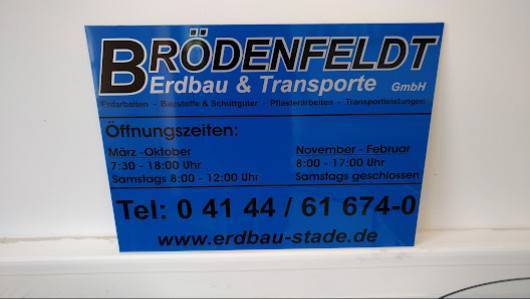 BRÖDENFELDT
Erdbau & Transporte GmbH
Erdarbeiten - Baustoffe & Schüttgüter - Pflasterarbeiten - Transportleistungen
Öffnungszeiten:
März -Oktober
7:30 - 18:00 Uhr
Samstags 8:00 - 12:00 Uhr
November - Februar
8:00 - 17:00 Uhr
Samstags geschlossen
Tel: 0 41 44 / 61 674-0
www.erdbau-stade.de